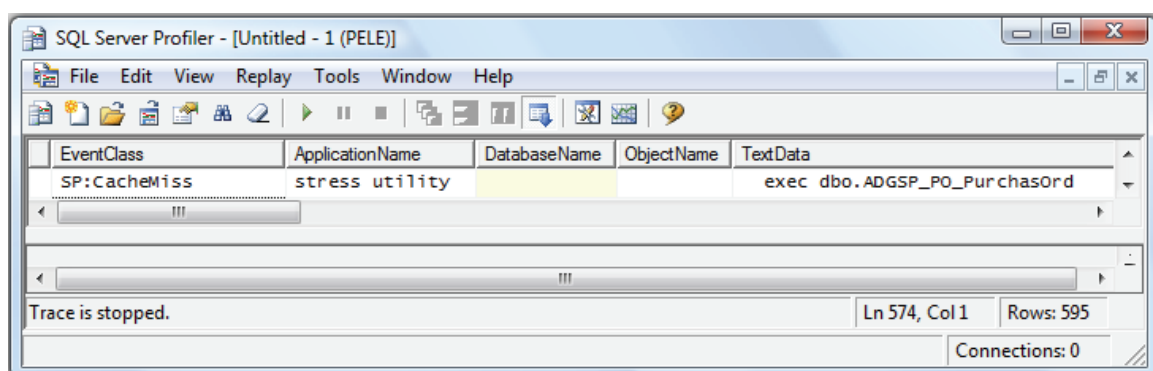 SQL Server Profiler - [Untitled - 1 (PELE)]
File Edit View Replay Tools Window Help
EventClass ApplicationName DatabaseName ObjectName TextData
SP:CacheMiss stress utility exec dbo.ADGSP_PO_PurchasOrd
Trace is stopped. Ln 574, Col 1 Rows: 595
Connections: 0